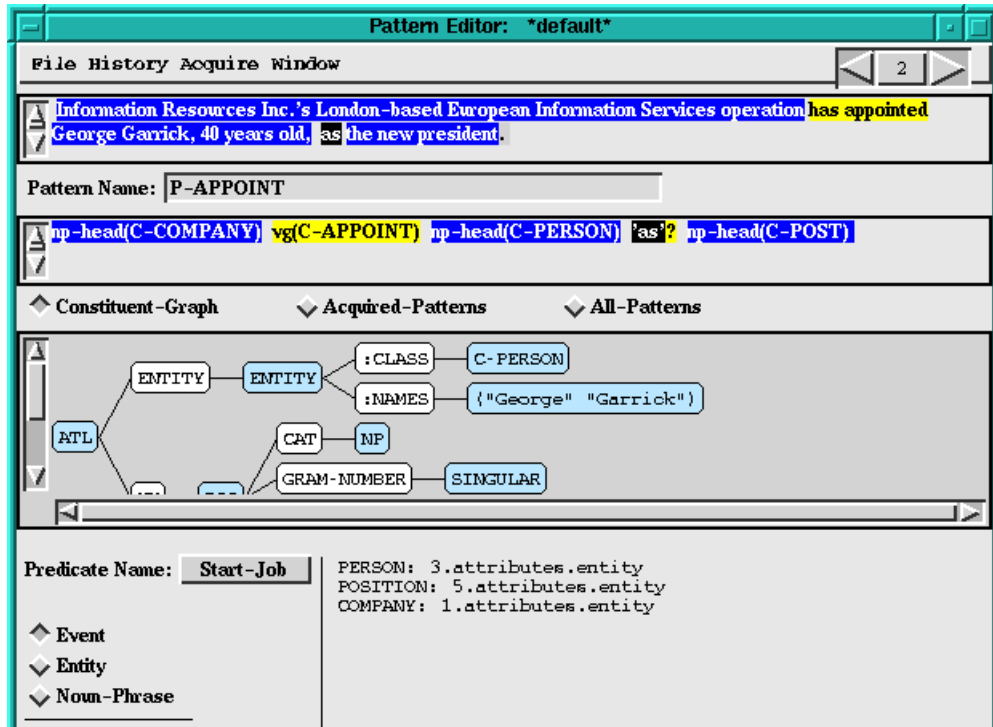 Pattern Editor: *default*
File History Acquire Window
2
Information Resources Inc.'s London-based European Information Services operation has appointed
George Garrick, 40 years old, as the new president.
Pattern Name: P-APPOINT
np-head(C-COMPANY) vg(C-APPOINT) np-head(C-PERSON) 'as'? np-head(C-POST)
Constituent-Graph Acquired-Patterns All-Patterns
:CLASS C-PERSON
ENTITY ENTITY
:NAMES ("George" "Garrick")
ATL CAT NP
GRAM-NUMBER SINGULAR
Predicate Name: Start-Job
PERSON: 3.attributes.entity
POSITION: 5.attributes.entity
COMPANY: 1.attributes.entity
Event
Entity
Noun-Phrase